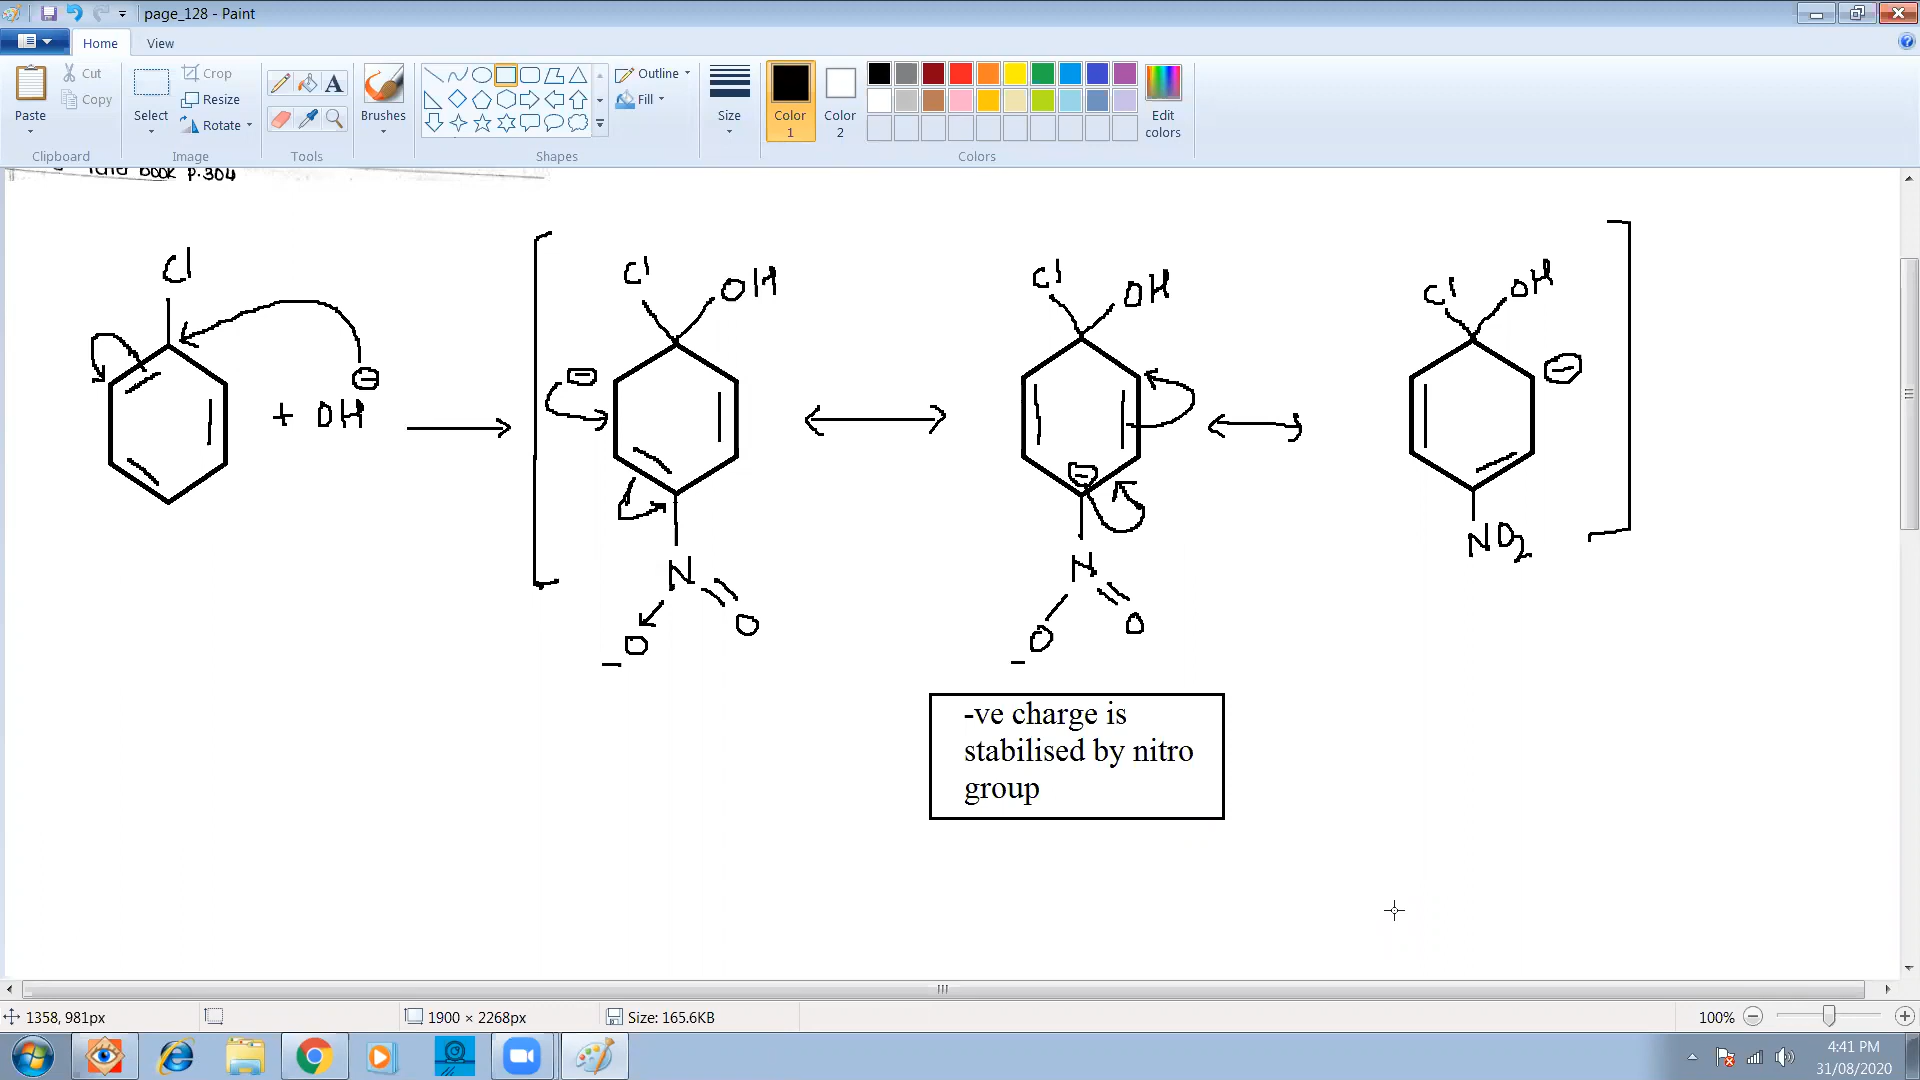 page_128 - Paint
Home View
Paste Cut Copy Select Crop Resize Rotate Brushes Outline Fill Size Color 1 Color 2 Edit colors
Clipboard Image Tools Shapes Colors
book p.304
Cl
+ OH ⊖
Cl OH
⊖
N
O O
-
Cl OH
⊖
N
O O
-
Cl OH
⊖
NO2
-ve charge is
stabilised by nitro
group
1358, 981px 1900 × 2268px Size: 165.6KB 100%
4:41 PM
31/08/2020